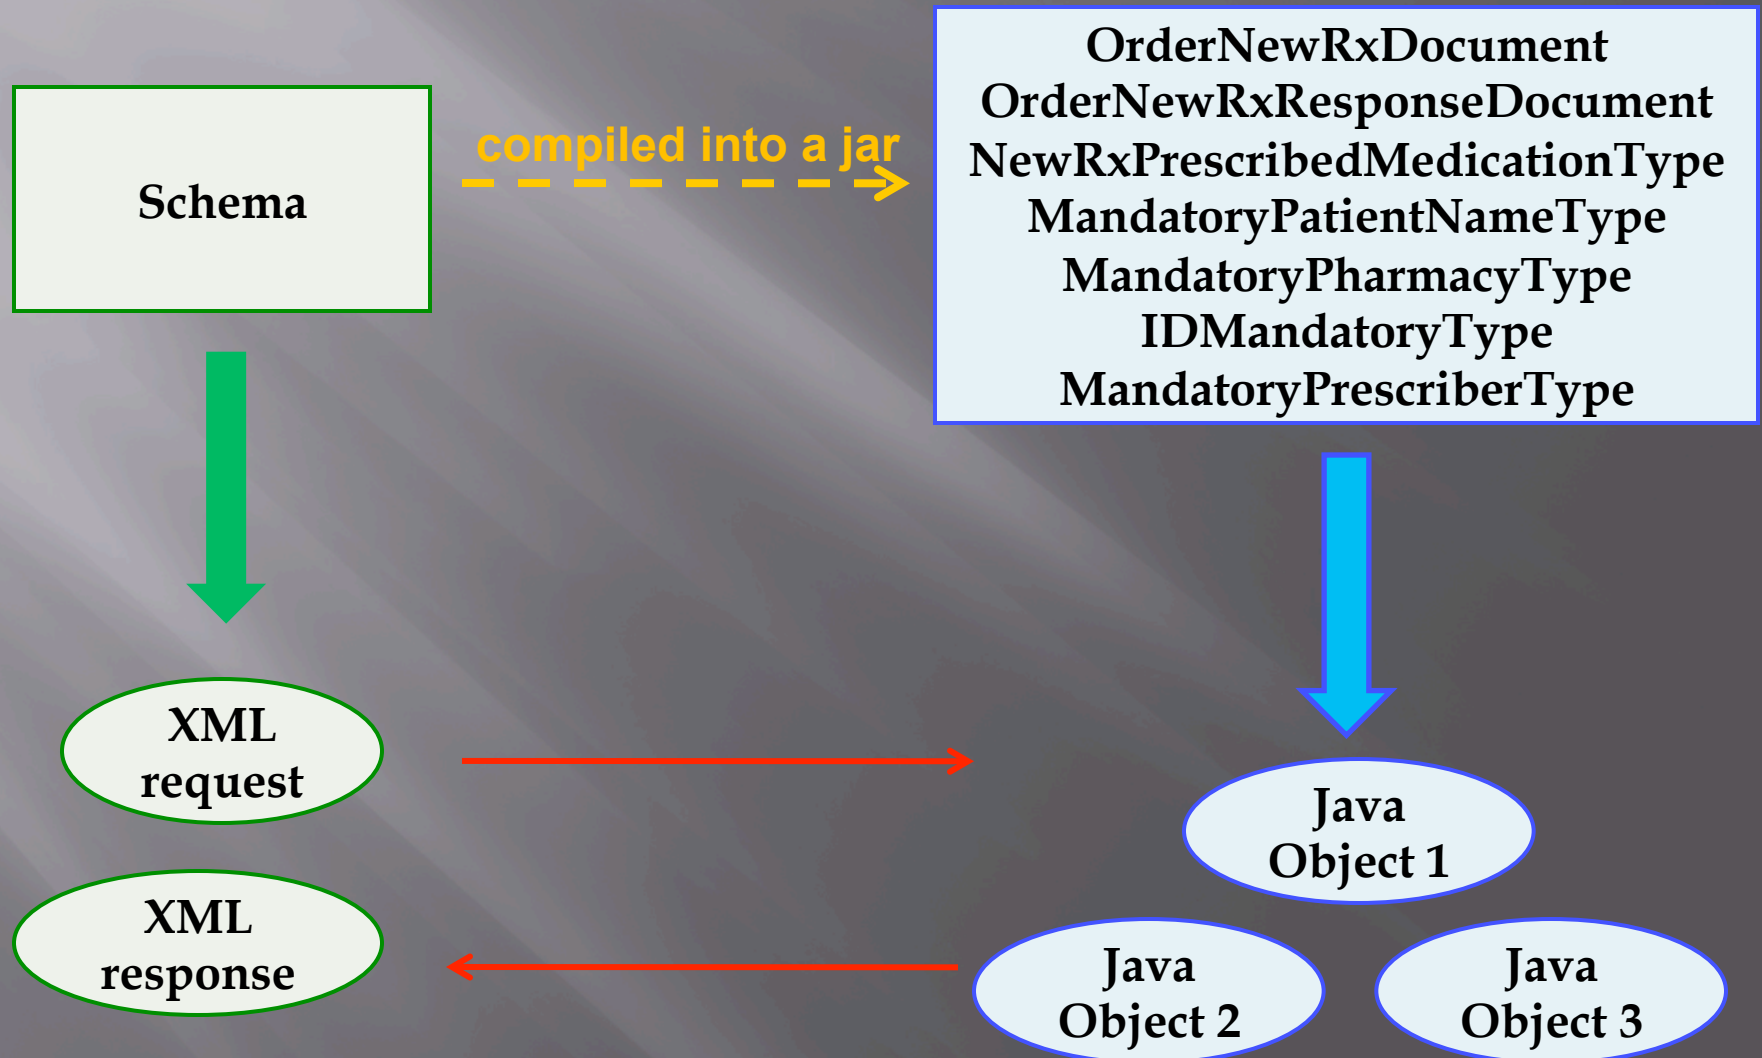 Schema
compiled into a jar
OrderNewRxDocument
OrderNewRxResponseDocument
NewRxPrescribedMedicationType
MandatoryPatientNameType
MandatoryPharmacyType
IDMandatoryType
MandatoryPrescriberType
XML
request
XML
response
Java
Object 1
Java
Object 2
Java
Object 3